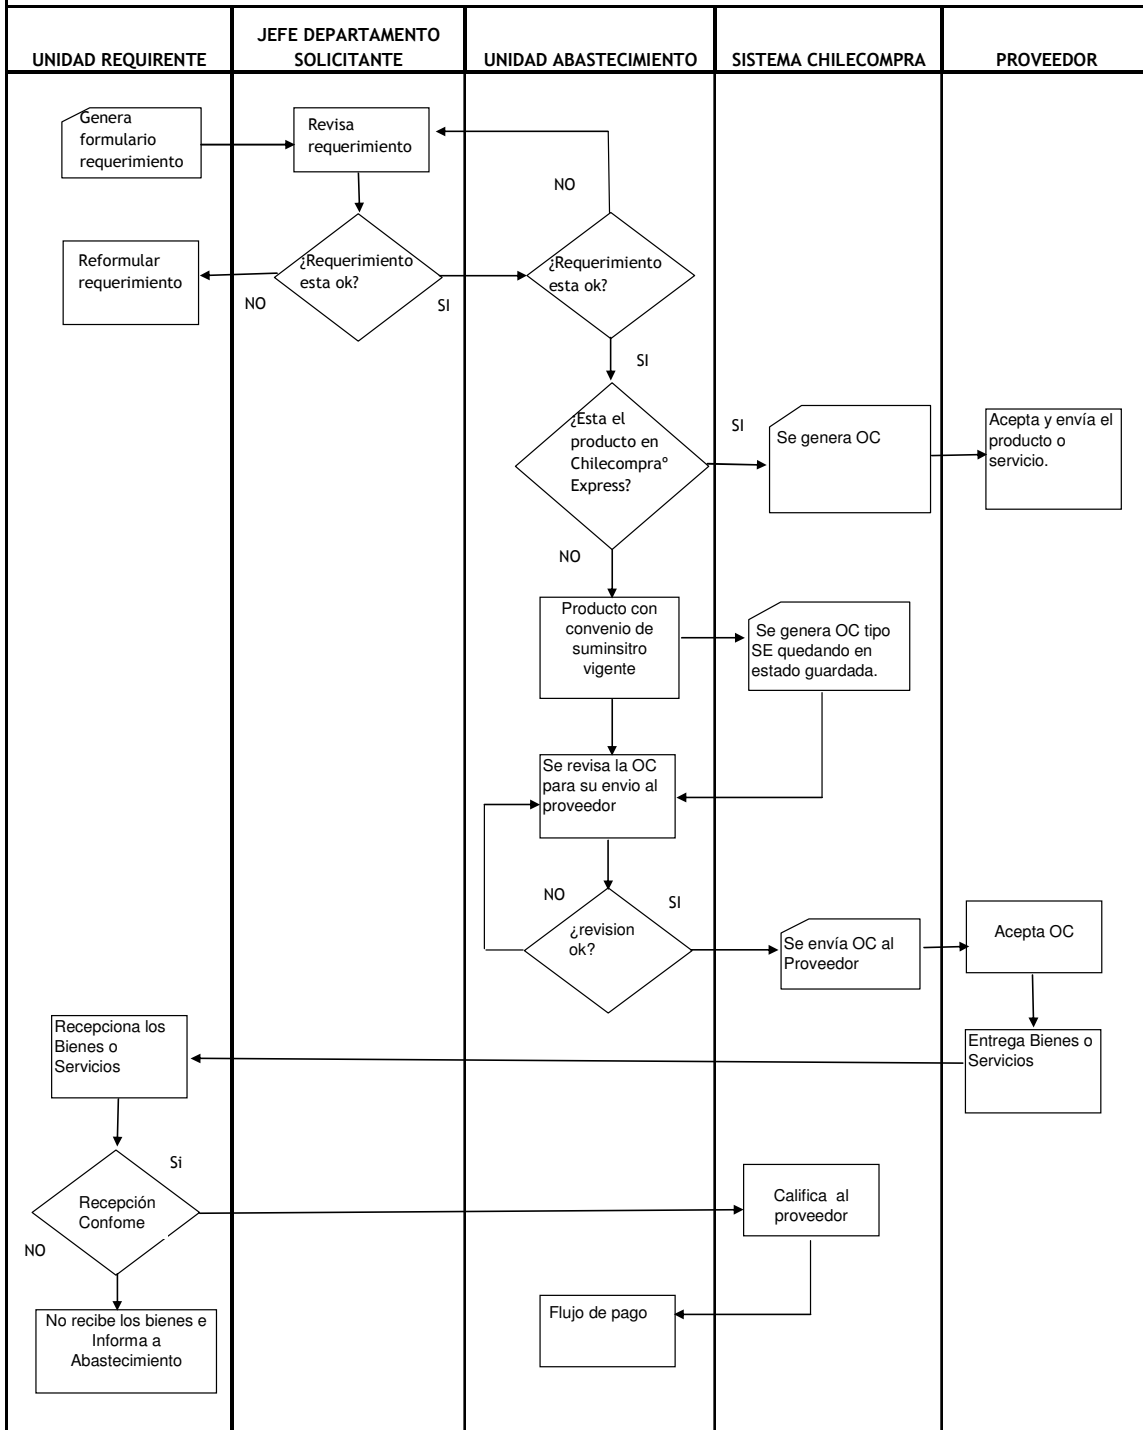 JEFE DEPARTAMENTO
UNIDAD REQUIRENTE
SOLICITANTE
UNIDAD ABASTECIMIENTO
SISTEMA CHILECOMPRA
PROVEEDOR
Genera
formulario
requerimiento
Revisa
requerimiento
NO
Reformular
requerimiento
¿Requerimiento
esta ok?
NO
SI
¿Requerimiento
esta ok?
SI
¿Esta el
producto en
Chilecompraº
Express?
SI
Se genera OC
Acepta y envía el
producto o
servicio.
NO
Producto con
convenio de
suminsitro
vigente
Se genera OC tipo
SE quedando en
estado guardada.
Se revisa la OC
para su envio al
proveedor
NO
SI
¿revision
ok?
Se envía OC al
Proveedor
Acepta OC
Recepciona los
Bienes o
Servicios
Entrega Bienes o
Servicios
Si
Recepción
Confome
NO
Califica al
proveedor
No recibe los bienes e
Informa a
Abastecimiento
Flujo de pago